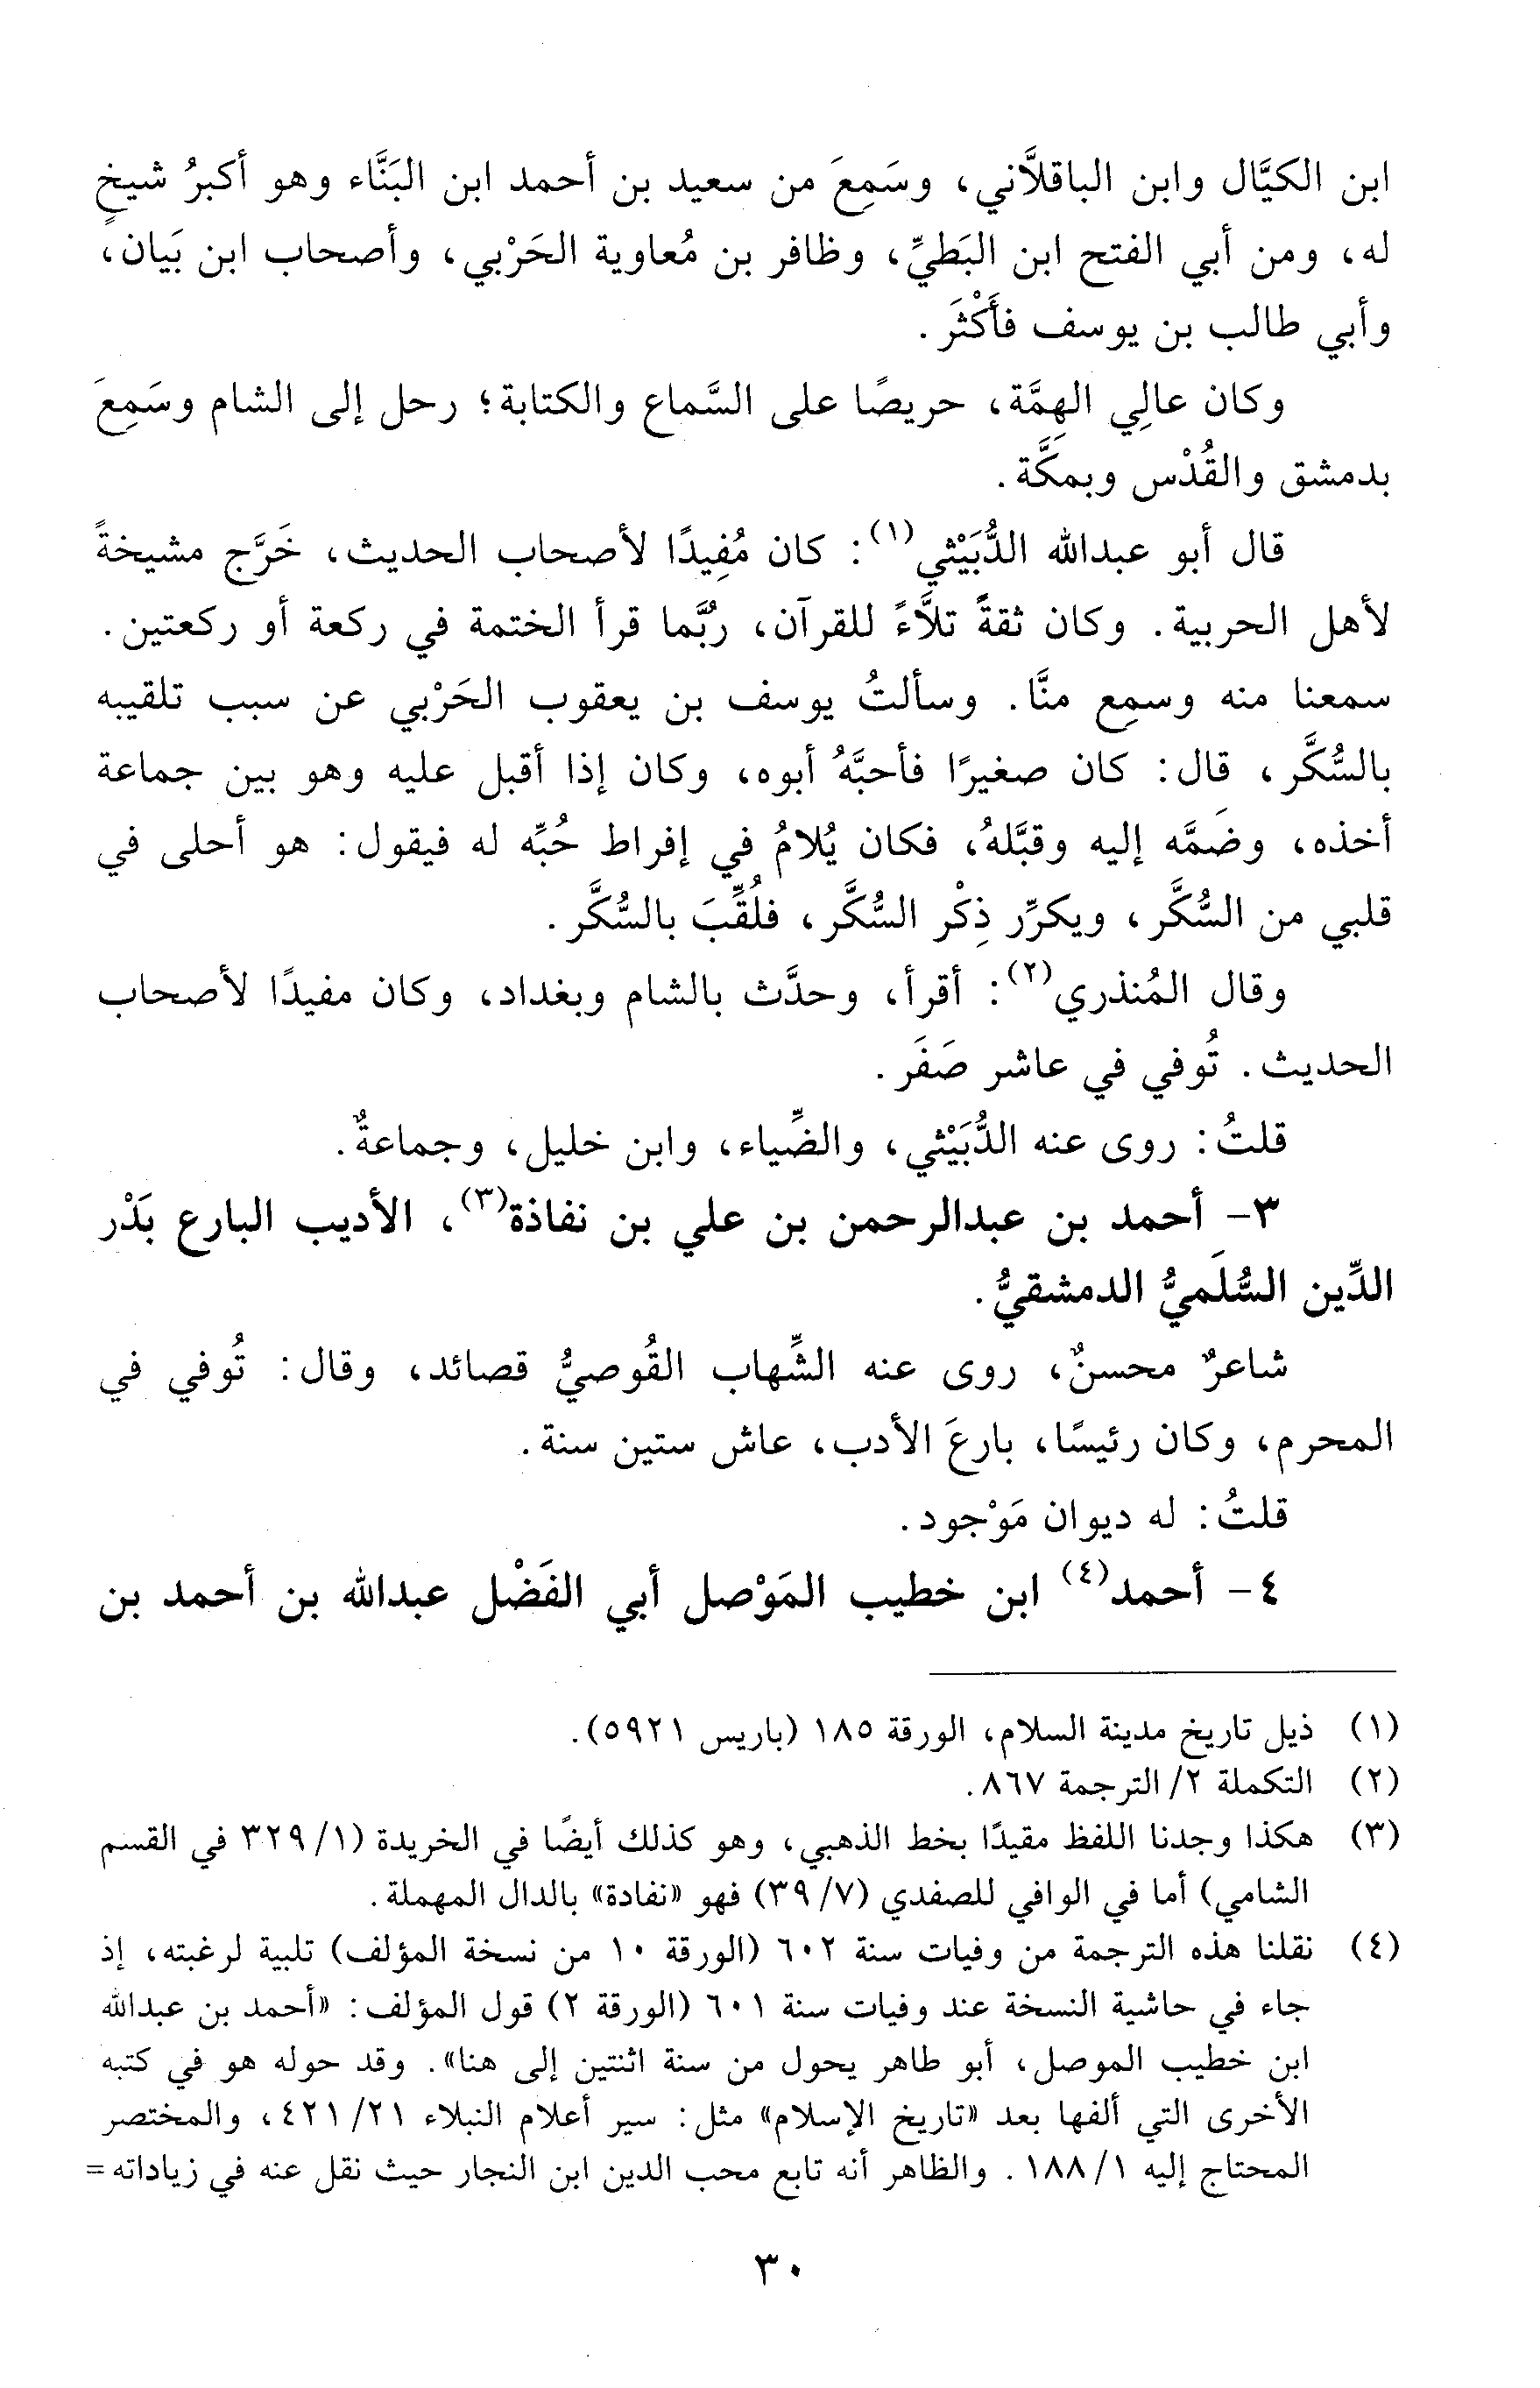 ابن الكيَّال وابن الباقلاَّني، وسَمِعَ من سعيد بن أحمد ابن البَنَّاء وهو أكبرُ شيخٍ
له، ومن أبي الفتح ابن البَطيِّ، وظافر بن مُعاوية الحَرْبي، وأصحاب ابن بَيان،
وأبي طالب بن يوسف فأَكْثَر.
وكان عالِي الهِمَّة، حريصًا على السَّماع والكتابة؛ رحل إلى الشام وسَمِعَ
بدمشق والقُدْس وبمكَّة.
قال أبو عبدالله الدُّبَيْثي(١): كان مُفِيدًا لأصحاب الحديث، خَرَّج مشيخةً
لأهل الحربية. وكان ثقةً تلاَّءً للقرآن، رُبَّما قرأ الختمة في ركعة أو ركعتين.
سمعنا منه وسمِع منَّا. وسألتُ يوسف بن يعقوب الحَرْبي عن سبب تلقيبه
بالسُّكَّر، قال: كان صغيرًا فأحبَّهُ أبوه، وكان إذا أقبل عليه وهو بين جماعة
أخذه، وضَمَّه إليه وقبَّلهُ، فكان يُلامُ في إفراط حُبِّه له فيقول: هو أحلى في
قلبي من السُّكَّر، ويكرِّر ذِكْر السُّكَّر، فلُقِّبَ بالسُّكَّر.
وقال المُنذري(٢): أقرأ، وحدَّث بالشام وبغداد، وكان مفيدًا لأصحاب
الحديث. تُوفي في عاشر صَفَر.
قلتُ: روى عنه الدُّبَيْثي، والضِّياء، وابن خليل، وجماعةٌ.
٣- أحمد بن عبدالرحمن بن علي بن نفاذة(٣)، الأديب البارع بَدْر
الدِّين السُّلَميُّ الدمشقيُّ.
شاعرٌ محسنٌ، روى عنه الشِّهاب القُوصيُّ قصائد، وقال: تُوفي في
المحرم، وكان رئيسًا، بارعَ الأدب، عاش ستين سنة.
قلتُ: له ديوان مَوْجود.
٤- أحمد(٤) ابن خطيب المَوْصل أبي الفَضْل عبدالله بن أحمد بن
(١) ذيل تاريخ مدينة السلام، الورقة ١٨٥ (باريس ٥٩٢١).
(٢) التكملة ٢/ الترجمة ٨٦٧.
(٣) هكذا وجدنا اللفظ مقيدًا بخط الذهبي، وهو كذلك أيضًا في الخريدة (١/ ٣٢٩ في القسم
الشامي) أما في الوافي للصفدي (٧/ ٣٩) فهو «نفادة» بالدال المهملة.
(٤) نقلنا هذه الترجمة من وفيات سنة ٦٠٢ (الورقة ١٠ من نسخة المؤلف) تلبية لرغبته، إذ
جاء في حاشية النسخة عند وفيات سنة ٦٠١ (الورقة ٢) قول المؤلف: «أحمد بن عبدالله
ابن خطيب الموصل، أبو طاهر يحول من سنة اثنتين إلى هنا». وقد حوله هو في كتبه
الأخرى التي ألفها بعد «تاريخ الإسلام» مثل: سير أعلام النبلاء ٢١/ ٤٢١، والمختصر
المحتاج إليه ١/ ١٨٨. والظاهر أنه تابع محب الدين ابن النجار حيث نقل عنه في زياداته =
٣٠